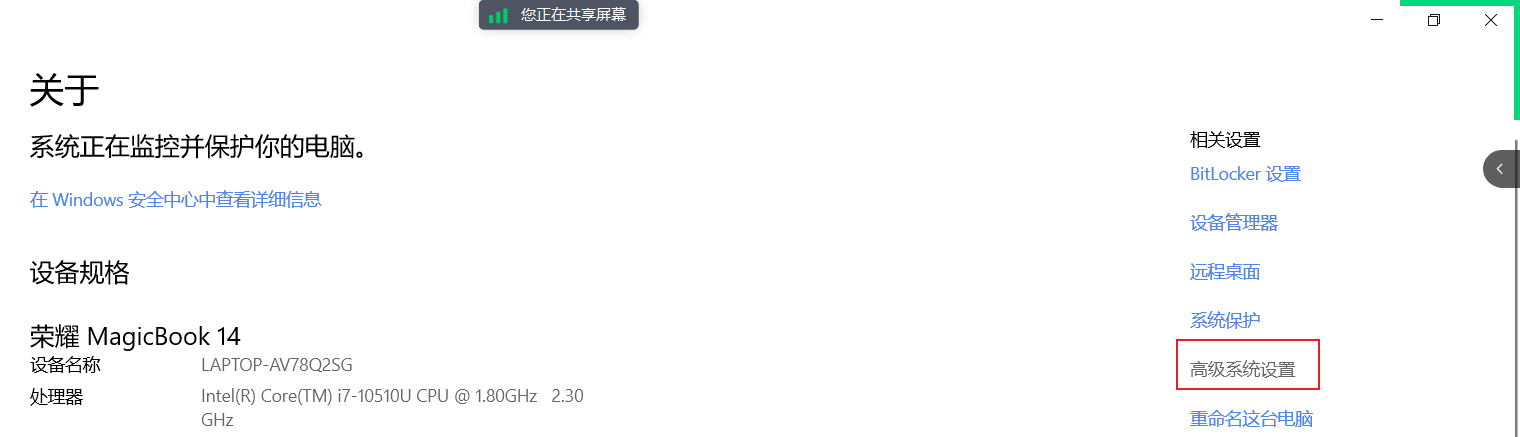 您正在共享屏幕
关于
系统正在监控并保护你的电脑。
在 Windows 安全中心中查看详细信息
设备规格
荣耀 MagicBook 14
设备名称 LAPTOP-AV78Q2SG
处理器 Intel(R) Core(TM) i7-10510U CPU @ 1.80GHz 2.30
GHz
相关设置
BitLocker 设置
设备管理器
远程桌面
系统保护
高级系统设置
重命名这台电脑